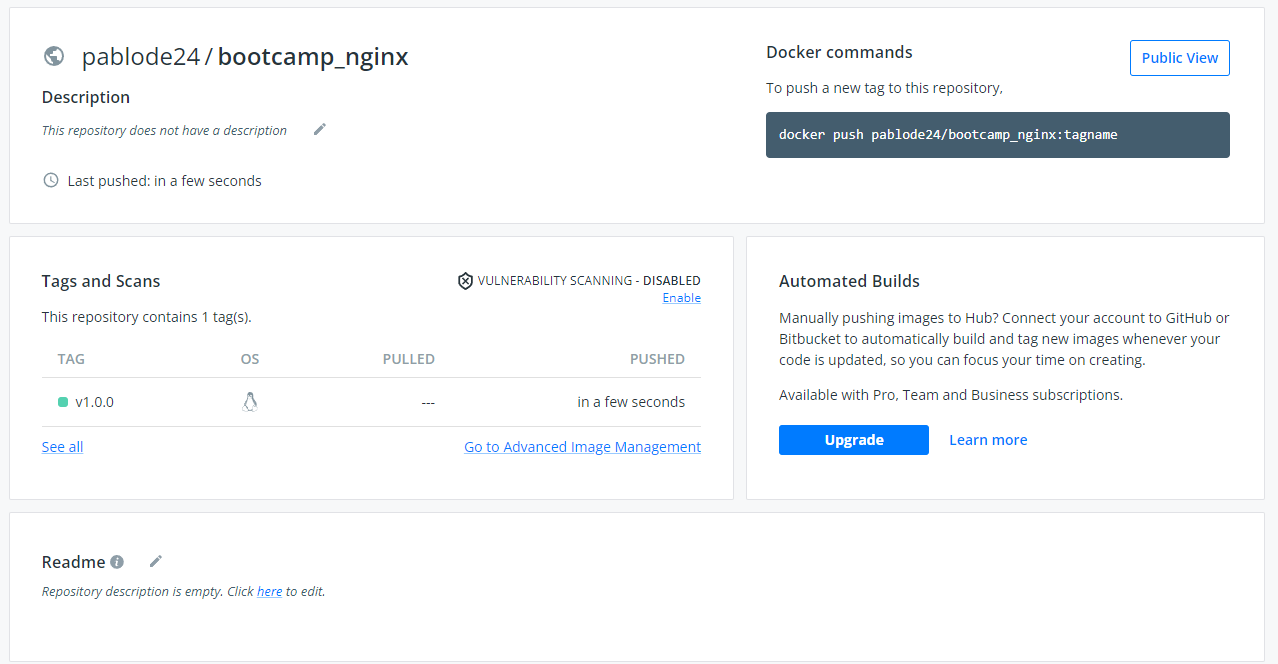 pablode24 / bootcamp_nginx
Description
This repository does not have a description
Last pushed: in a few seconds
Docker commands
Public View
To push a new tag to this repository,
docker push pablode24/bootcamp_nginx:tagname
Tags and Scans
VULNERABILITY SCANNING - DISABLED
Enable
This repository contains 1 tag(s).
TAG OS PULLED PUSHED
v1.0.0 --- in a few seconds
See all
Go to Advanced Image Management
Automated Builds
Manually pushing images to Hub? Connect your account to GitHub or
Bitbucket to automatically build and tag new images whenever your
code is updated, so you can focus your time on creating.
Available with Pro, Team and Business subscriptions.
Upgrade
Learn more
Readme
Repository description is empty. Click here to edit.